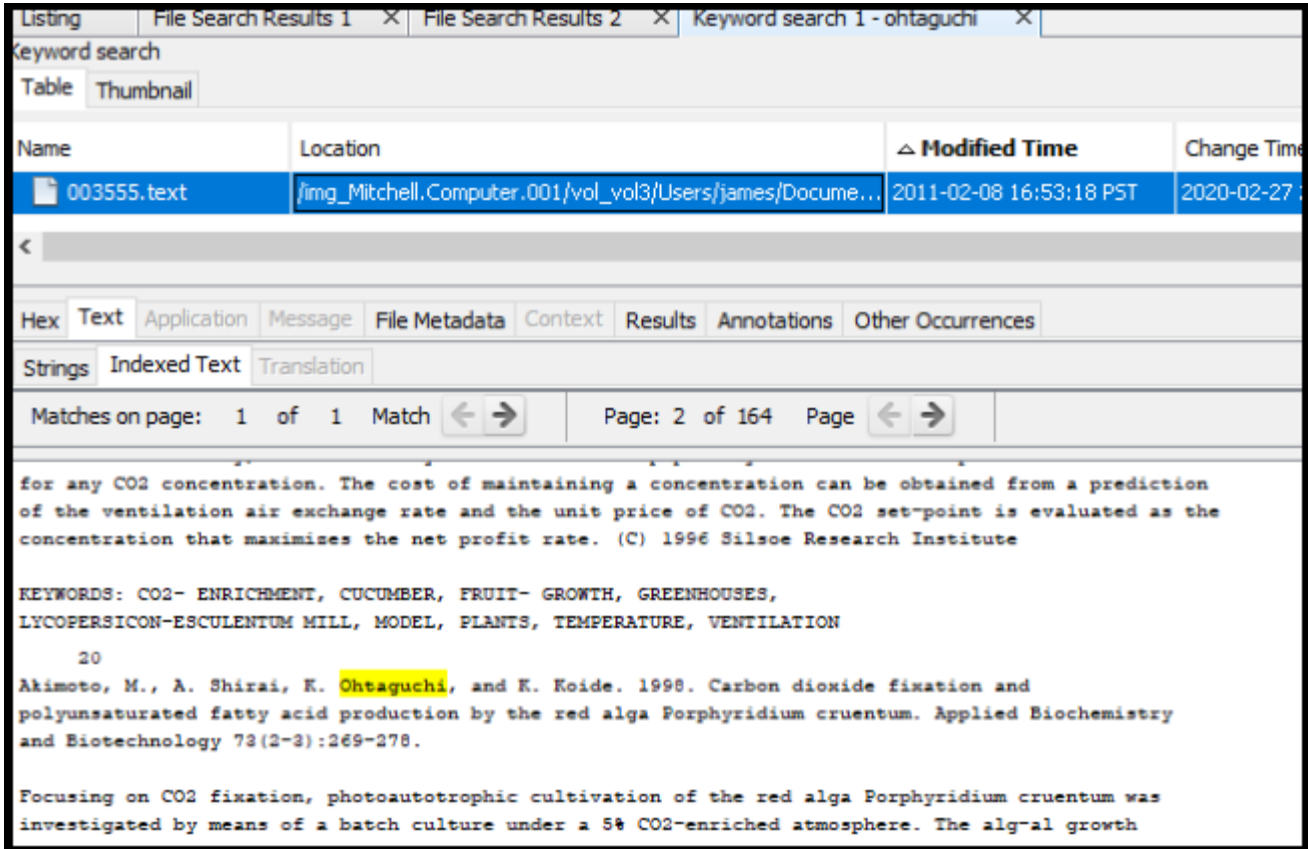 Listing File Search Results 1 × File Search Results 2 × Keyword search 1 - ohtaguchi ×
Keyword search
Table Thumbnail
Name Location Modified Time Change Time
003555.text /img_Mitchell.Computer.001/vol_vol3/Users/james/Docume... 2011-02-08 16:53:18 PST 2020-02-27
Hex Text Application Message File Metadata Context Results Annotations Other Occurrences
Strings Indexed Text Translation
Matches on page: 1 of 1 Match Page: 2 of 164 Page
for any CO2 concentration. The cost of maintaining a concentration can be obtained from a prediction
of the ventilation air exchange rate and the unit price of CO2. The CO2 set-point is evaluated as the
concentration that maximises the net profit rate. (C) 1996 Silsoe Research Institute
KEYWORDS: CO2- ENRICHMENT, CUCUMBER, FRUIT- GROWTH, GREENHOUSES,
LYCOPERSICON-ESCULENTUM MILL, MODEL, PLANTS, TEMPERATURE, VENTILATION
20
Akimoto, M., A. Shirai, K. Ohtaguchi, and K. Koide. 1998. Carbon dioxide fixation and
polyunsaturated fatty acid production by the red alga Porphyridium cruentum. Applied Biochemistry
and Biotechnology 73(2-3):269-278.
Focusing on CO2 fixation, photoautotrophic cultivation of the red alga Porphyridium cruentum was
investigated by means of a batch culture under a 5% CO2-enriched atmosphere. The alg-al growth